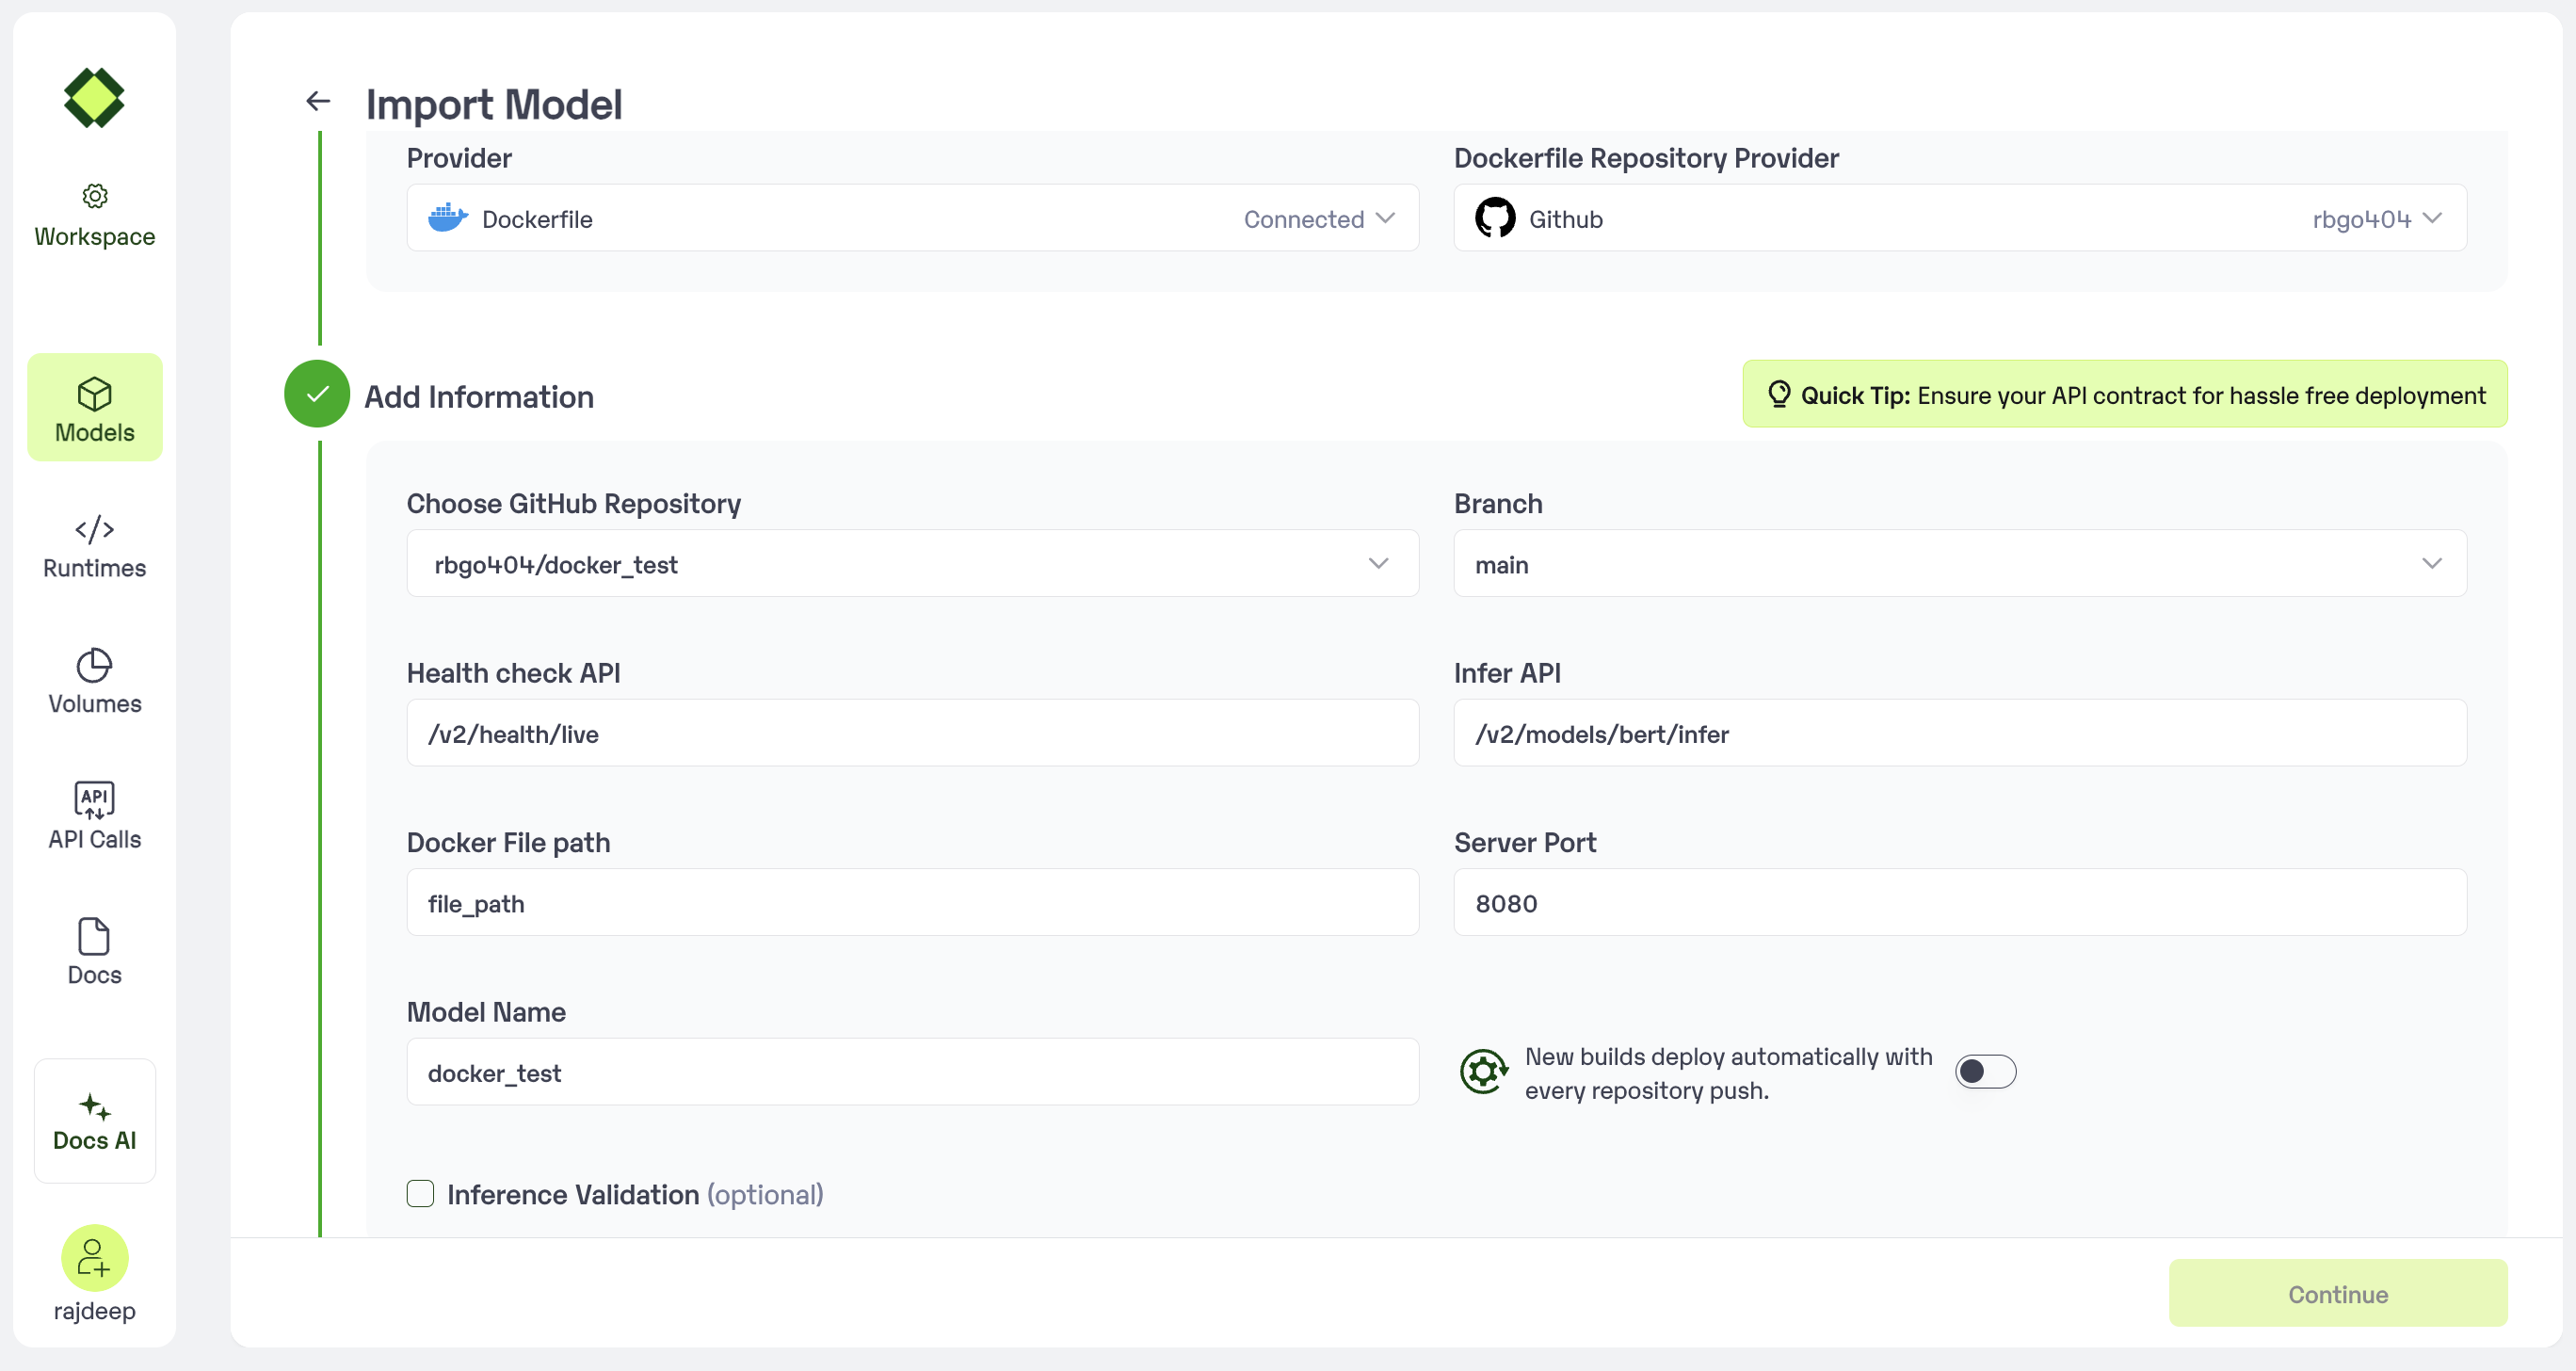 Workspace
Models
Runtimes
Volumes
API
API Calls
Docs
Docs AI
rajdeep
Import Model
Provider
Dockerfile Repository Provider
Dockerfile
Connected
Github
rbgo404
Add Information
Quick Tip: Ensure your API contract for hassle free deployment
Choose GitHub Repository
Branch
rbgo404/docker_test
main
Health check API
Infer API
/v2/health/live
/v2/models/bert/infer
Docker File path
Server Port
file_path
8080
Model Name
docker_test
New builds deploy automatically with
every repository push.
Inference Validation (optional)
Continue